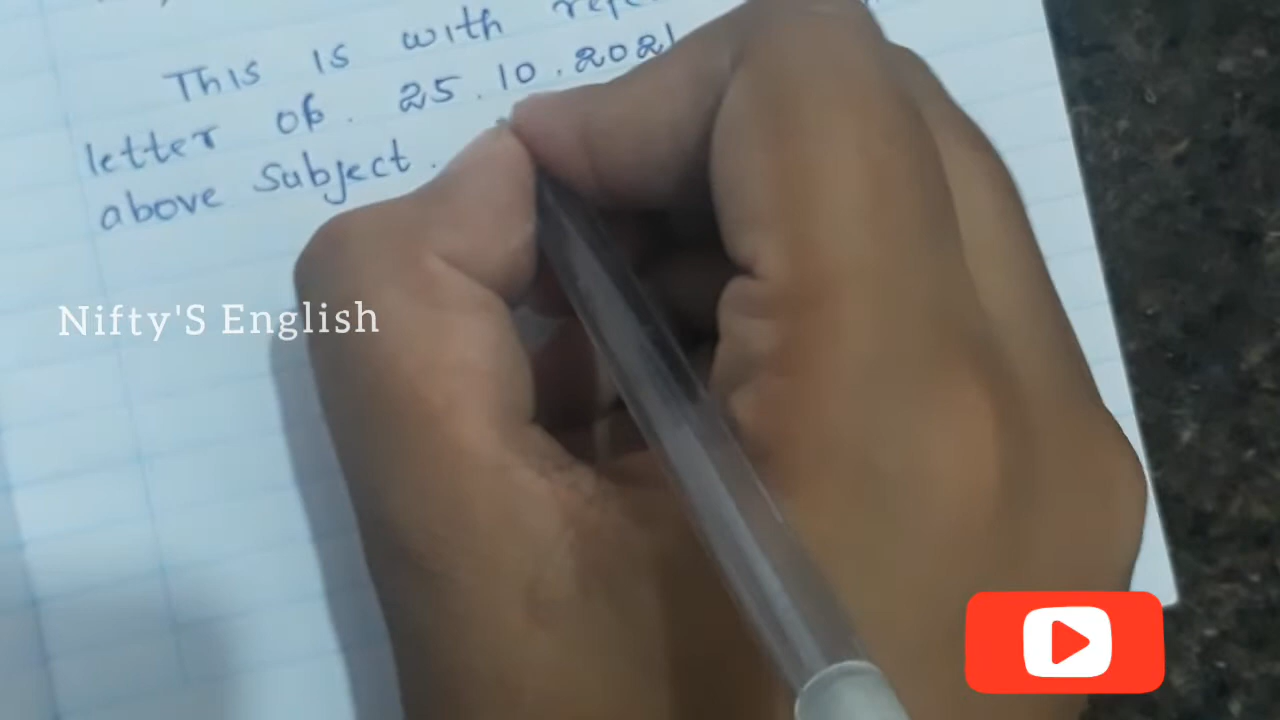 This is with
letter of. 25.10.2021
above Subject.
Nifty'S English